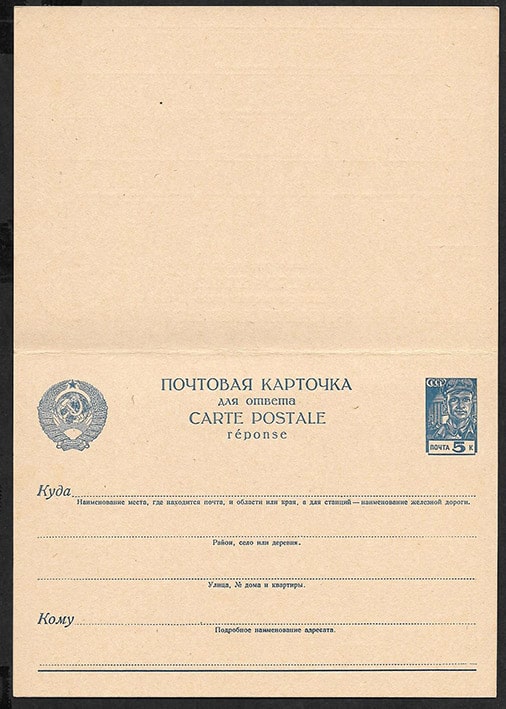 ПОЧТОВАЯ КАРТОЧКА
для ответа
CARTE POSTALE
réponse
СССР
ПОЧТА 5 К
Куда
Наименование места, где находится почта, и области или края, а для станций—наименование железной дороги.
Район, село или деревня.
Улица, № дома и квартиры.
Кому
Подробное наименование адресата.